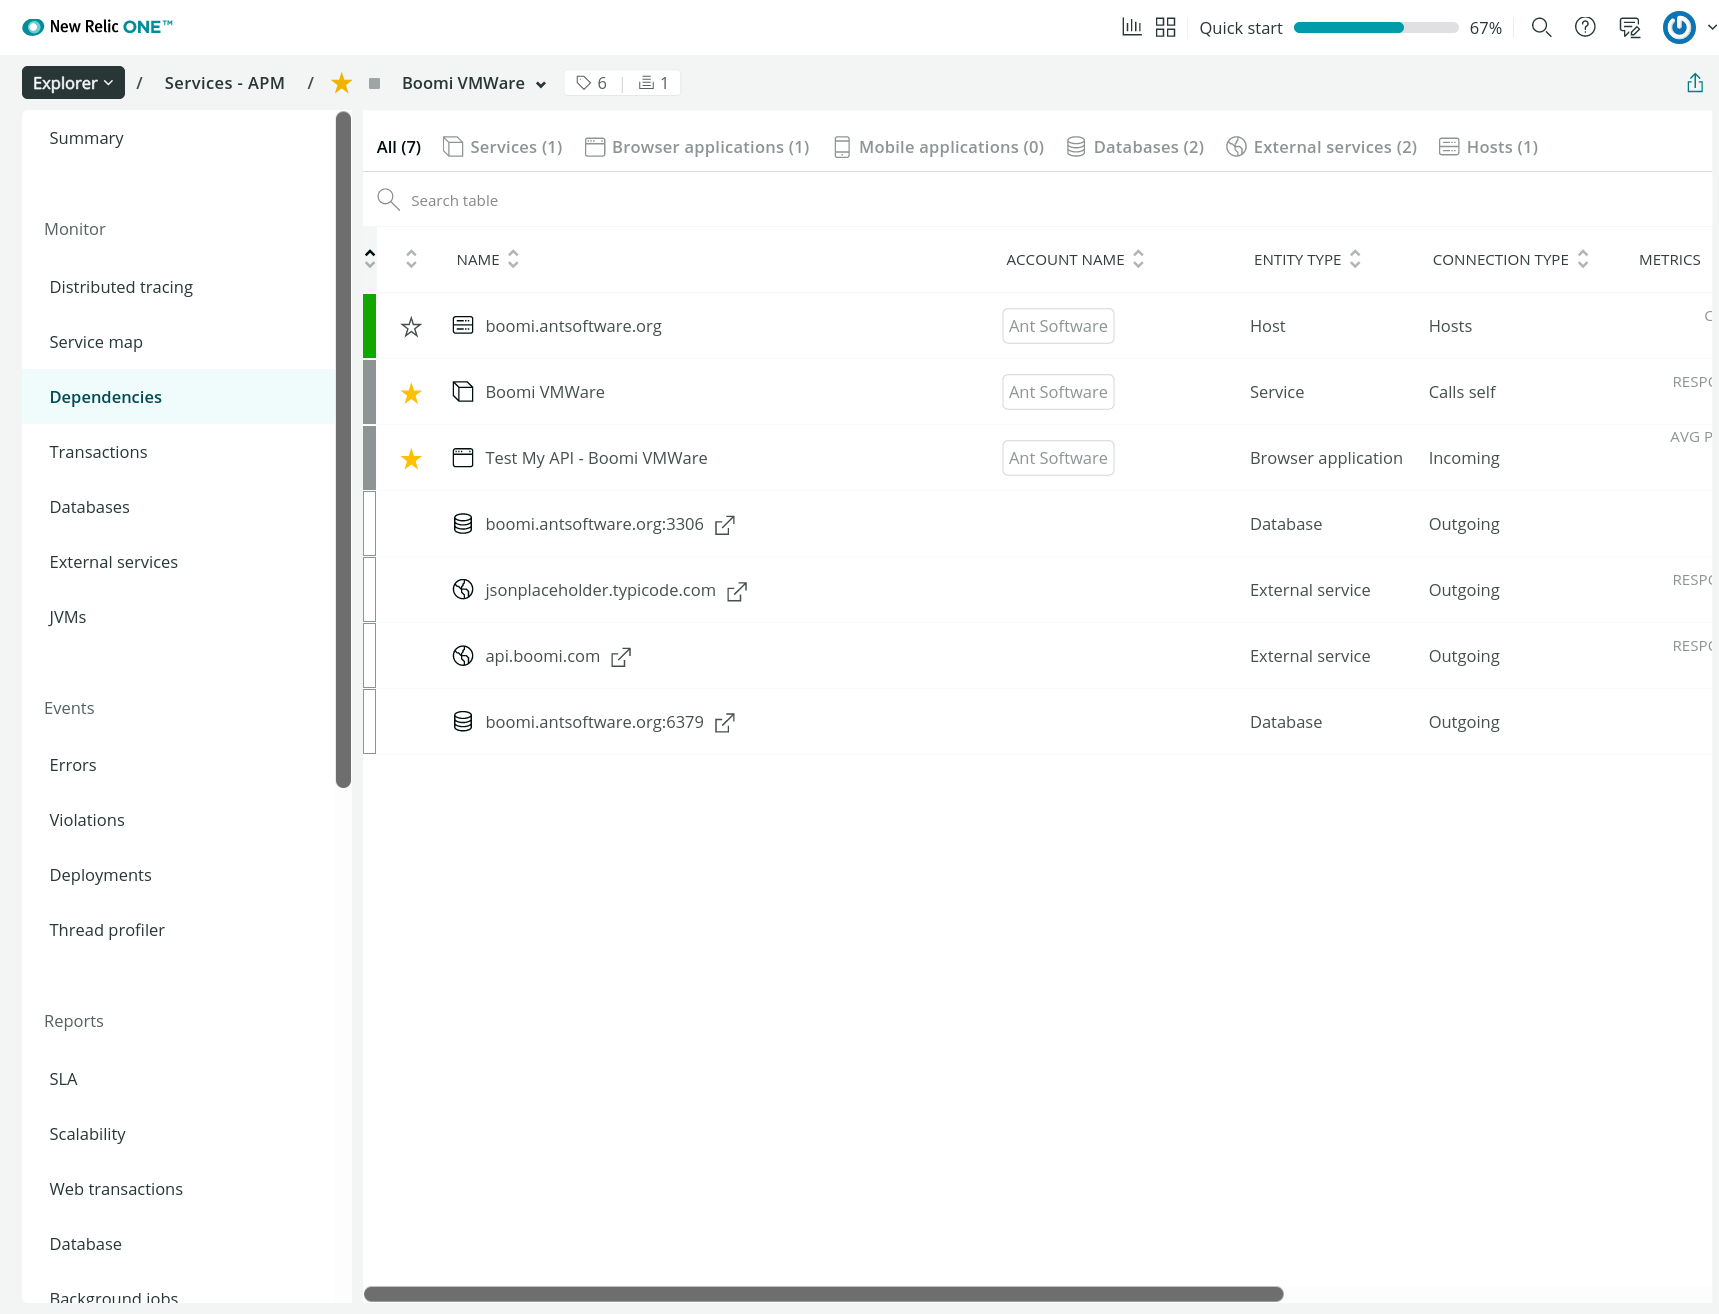 New Relic ONE™
Quick start 67%
Explorer / Services - APM / Boomi VMWare 6 | 1
Summary
Monitor
Distributed tracing
Service map
Dependencies
Transactions
Databases
External services
JVMs
Events
Errors
Violations
Deployments
Thread profiler
Reports
SLA
Scalability
Web transactions
Database
Background jobs
All (7) Services (1) Browser applications (1) Mobile applications (0) Databases (2) External services (2) Hosts (1)
Search table
NAME ACCOUNT NAME ENTITY TYPE CONNECTION TYPE METRICS
boomi.antsoftware.org Ant Software Host Hosts
Boomi VMWare Ant Software Service Calls self RESPO
Test My API - Boomi VMWare Ant Software Browser application Incoming AVG P
boomi.antsoftware.org:3306 Database Outgoing
jsonplaceholder.typicode.com External service Outgoing RESPO
api.boomi.com External service Outgoing RESPO
boomi.antsoftware.org:6379 Database Outgoing